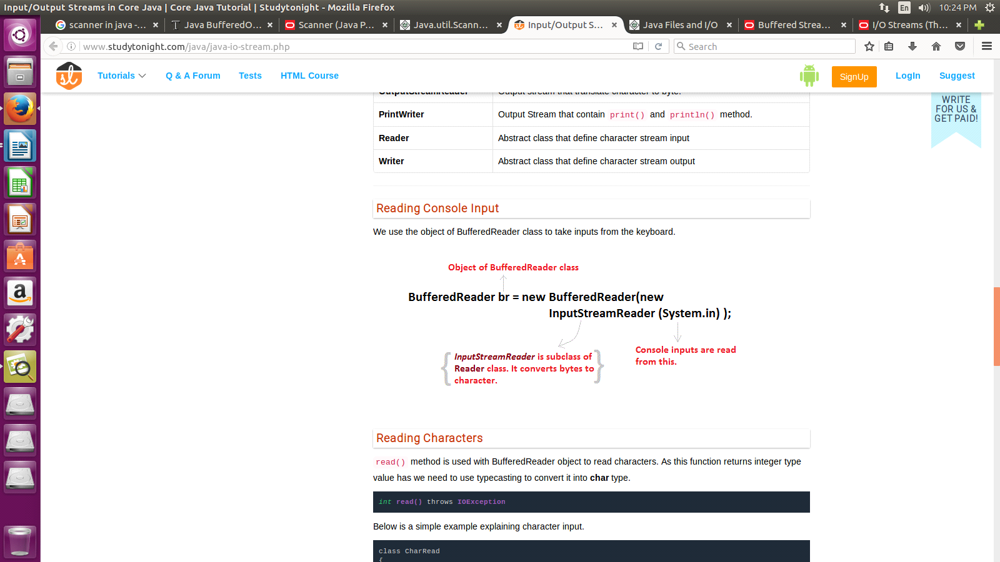 Input/Output Streams in Core Java | Core Java Tutorial | Studytonight - Mozilla Firefox
En
10:24 PM
scanner in java -...
Java BufferedO...
Scanner (Java P...
Java.util.Scann...
Input/Output S...
Java Files and I/O
Buffered Strea...
I/O Streams (Th...
www.studytonight.com/java/java-io-stream.php
Search
st
Tutorials
Q & A Forum
Tests
HTML Course
SignUp
LogIn
Suggest
WRITE
FOR US &
GET PAID!
OutputStreamReader
Output stream that translate character to byte.
PrintWriter
Output Stream that contain print() and println() method.
Reader
Abstract class that define character stream input
Writer
Abstract class that define character stream output
Reading Console Input
We use the object of BufferedReader class to take inputs from the keyboard.
Object of BufferedReader class
BufferedReader br = new BufferedReader(new
InputStreamReader (System.in) );
InputStreamReader is subclass of
Reader class. It converts bytes to
character.
Console inputs are read
from this.
Reading Characters
read() method is used with BufferedReader object to read characters. As this function returns integer type
value has we need to use typecasting to convert it into char type.
int read() throws IOException
Below is a simple example explaining character input.
class CharRead
{